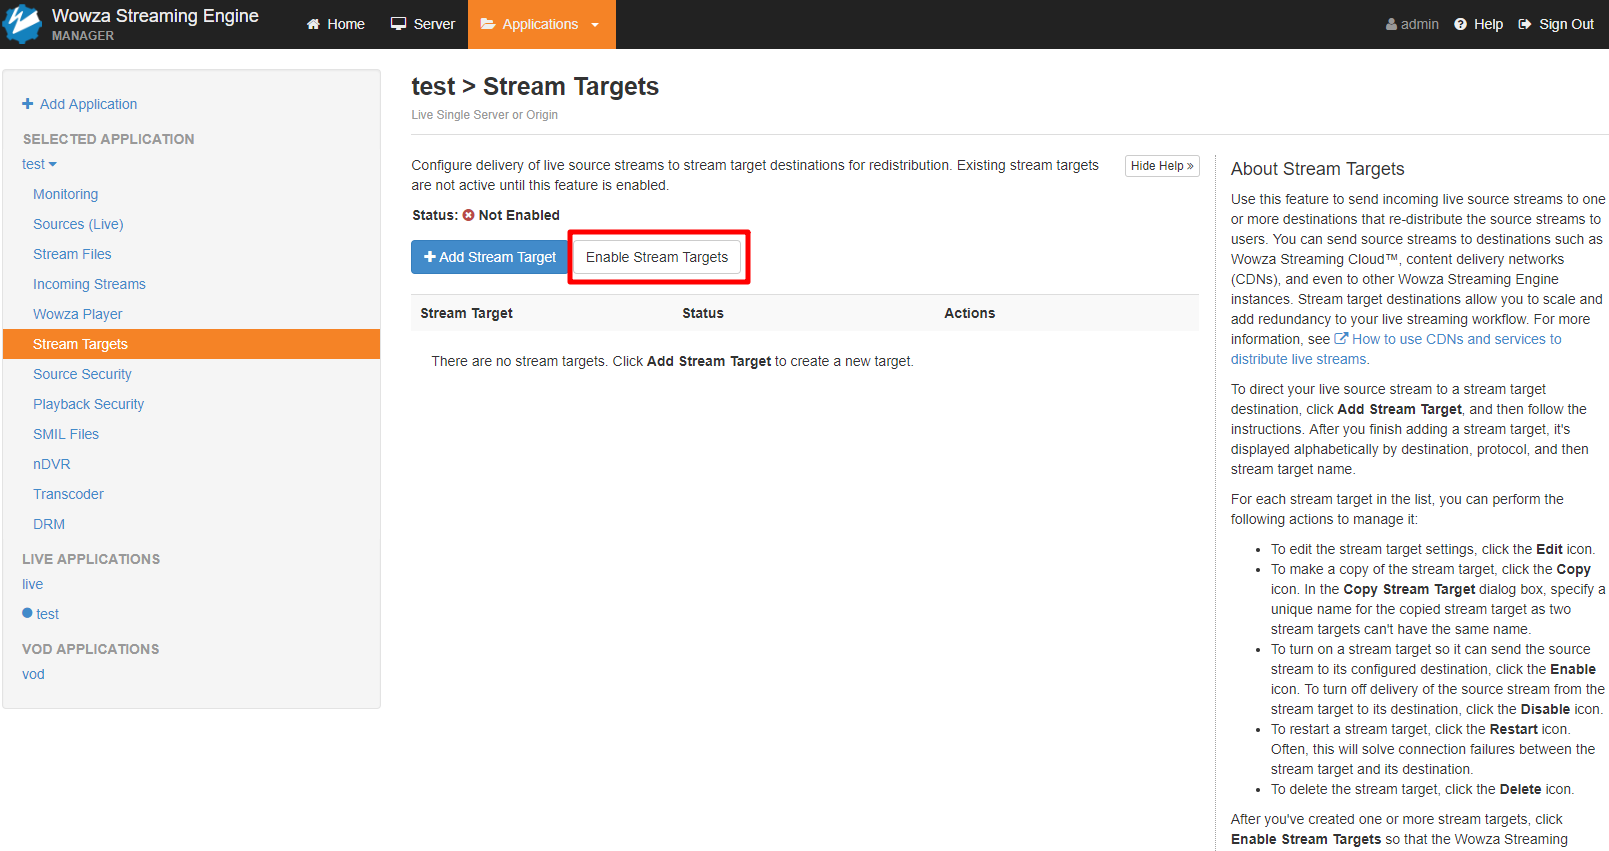 Wowza Streaming Engine
MANAGER
Home
Server
Applications
admin
Help
Sign Out
Add Application
SELECTED APPLICATION
test
Monitoring
Sources (Live)
Stream Files
Incoming Streams
Wowza Player
Stream Targets
Source Security
Playback Security
SMIL Files
nDVR
Transcoder
DRM
LIVE APPLICATIONS
live
test
VOD APPLICATIONS
vod
test > Stream Targets
Live Single Server or Origin
Configure delivery of live source streams to stream target destinations for redistribution. Existing stream targets
are not active until this feature is enabled.
Hide Help »
Status: Not Enabled
Add Stream Target
Enable Stream Targets
Stream Target Status Actions
There are no stream targets. Click Add Stream Target to create a new target.
About Stream Targets
Use this feature to send incoming live source streams to one
or more destinations that re-distribute the source streams to
users. You can send source streams to destinations such as
Wowza Streaming Cloud™, content delivery networks
(CDNs), and even to other Wowza Streaming Engine
instances. Stream target destinations allow you to scale and
add redundancy to your live streaming workflow. For more
information, see How to use CDNs and services to
distribute live streams.
To direct your live source stream to a stream target
destination, click Add Stream Target, and then follow the
instructions. After you finish adding a stream target, it's
displayed alphabetically by destination, protocol, and then
stream target name.
For each stream target in the list, you can perform the
following actions to manage it:
• To edit the stream target settings, click the Edit icon.
• To make a copy of the stream target, click the Copy
icon. In the Copy Stream Target dialog box, specify a
unique name for the copied stream target as two
stream targets can't have the same name.
• To turn on a stream target so it can send the source
stream to its configured destination, click the Enable
icon. To turn off delivery of the source stream from the
stream target to its destination, click the Disable icon.
• To restart a stream target, click the Restart icon.
Often, this will solve connection failures between the
stream target and its destination.
• To delete the stream target, click the Delete icon.
After you've created one or more stream targets, click
Enable Stream Targets so that the Wowza Streaming